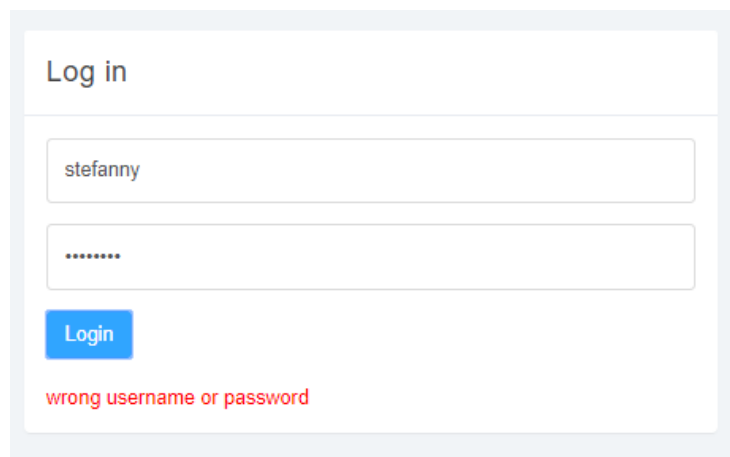 Log in
stefanny
••••••••
Login
wrong username or password